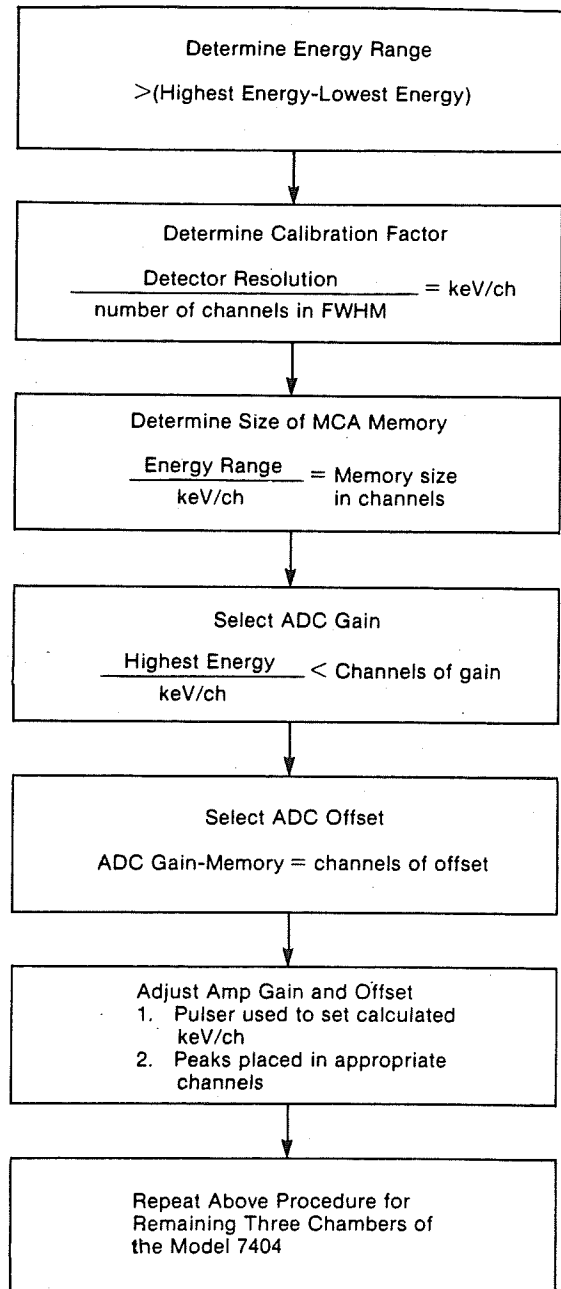 Determine Energy Range
>(Highest Energy-Lowest Energy)
Determine Calibration Factor
Detector Resolution
number of channels in FWHM
= keV/ch
Determine Size of MCA Memory
Energy Range
keV/ch
= Memory size
in channels
Select ADC Gain
Highest Energy
keV/ch
< Channels of gain
Select ADC Offset
ADC Gain-Memory = channels of offset
Adjust Amp Gain and Offset
1. Pulser used to set calculated
keV/ch
2. Peaks placed in appropriate
channels
Repeat Above Procedure for
Remaining Three Chambers of
the Model 7404